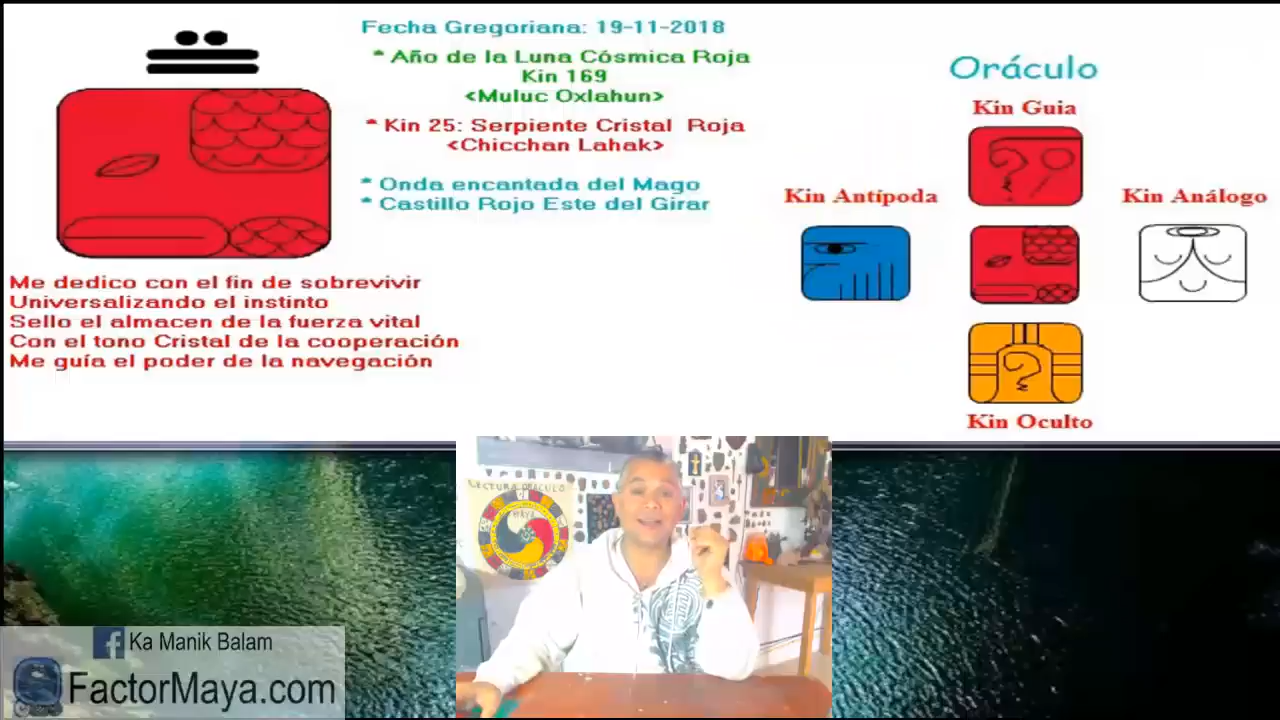 Fecha Gregoriana: 19-11-2018
* Año de la Luna Cósmica Roja
Kin 169
<Muluc Oxlahun>
* Kin 25: Serpiente Cristal Roja
<Chicchan Lahak>
* Onda encantada del Mago
* Castillo Rojo Este del Girar
Me dedico con el fin de sobrevivir
Universalizando el instinto
Sello el almacen de la fuerza vital
Con el tono Cristal de la cooperación
Me guía el poder de la navegación
Oráculo
Kin Guia
Kin Antípoda
Kin Análogo
Kin Oculto
LECTURA ORACULO
MAYA
f Ka Manik Balam
FactorMaya.com